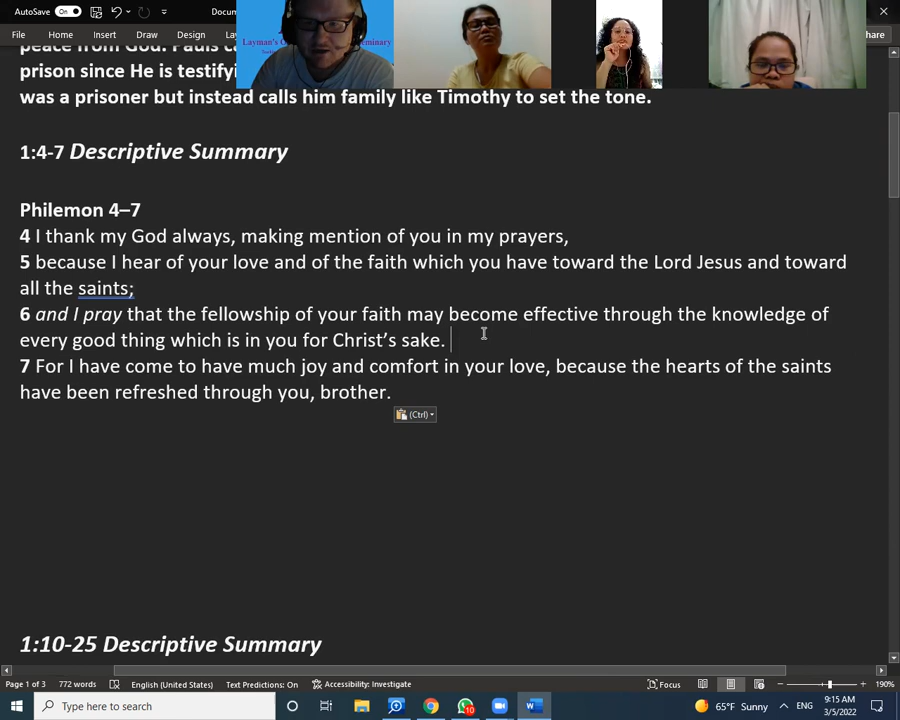 AutoSave On Docum
File Home Insert Draw Design La hare
Layman's minary
peace from God. Pauls c
prison since He is testifyi
was a prisoner but instead calls him family like Timothy to set the tone.
1:4-7 Descriptive Summary
Philemon 4–7
4 I thank my God always, making mention of you in my prayers,
5 because I hear of your love and of the faith which you have toward the Lord Jesus and toward
all the saints;
6 and I pray that the fellowship of your faith may become effective through the knowledge of
every good thing which is in you for Christ's sake.
7 For I have come to have much joy and comfort in your love, because the hearts of the saints
have been refreshed through you, brother.
(Ctrl)
1:10-25 Descriptive Summary
Page 1 of 3 772 words English (United States) Text Predictions: On Accessibility: Investigate Focus 190%
Type here to search 10 65°F Sunny ENG 9:15 AM
3/5/2022